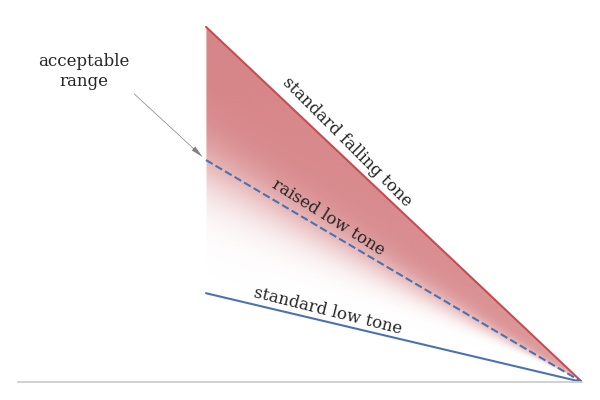 acceptable
range
standard falling tone
raised low tone
standard low tone